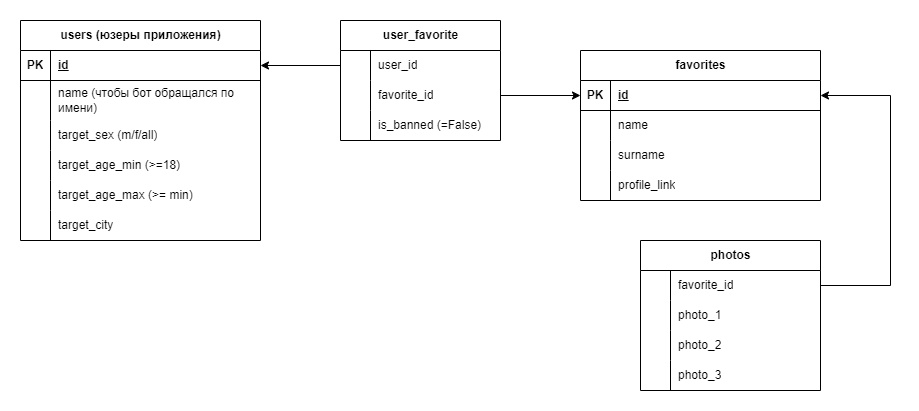 users (юзеры приложения)
PK id
name (чтобы бот обращался по
имени)
target_sex (m/f/all)
target_age_min (>=18)
target_age_max (>= min)
target_city
user_favorite
user_id
favorite_id
is_banned (=False)
favorites
PK id
name
surname
profile_link
photos
favorite_id
photo_1
photo_2
photo_3